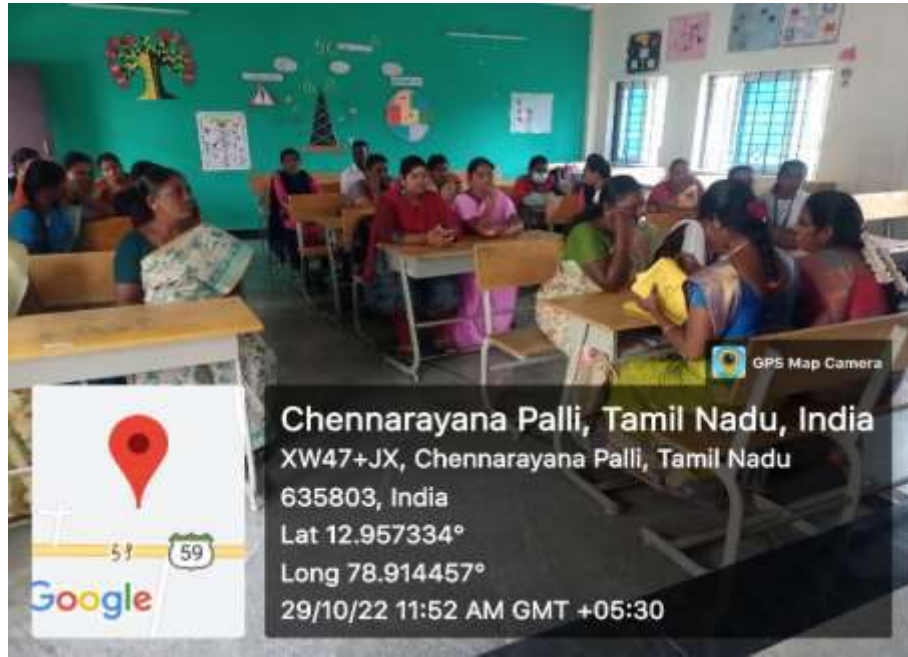 GPS Map Camera
Chennarayana Palli, Tamil Nadu, India
XW47+JX, Chennarayana Palli, Tamil Nadu
635803, India
Lat 12.957334°
Long 78.914457°
29/10/22 11:52 AM GMT +05:30
59
Google